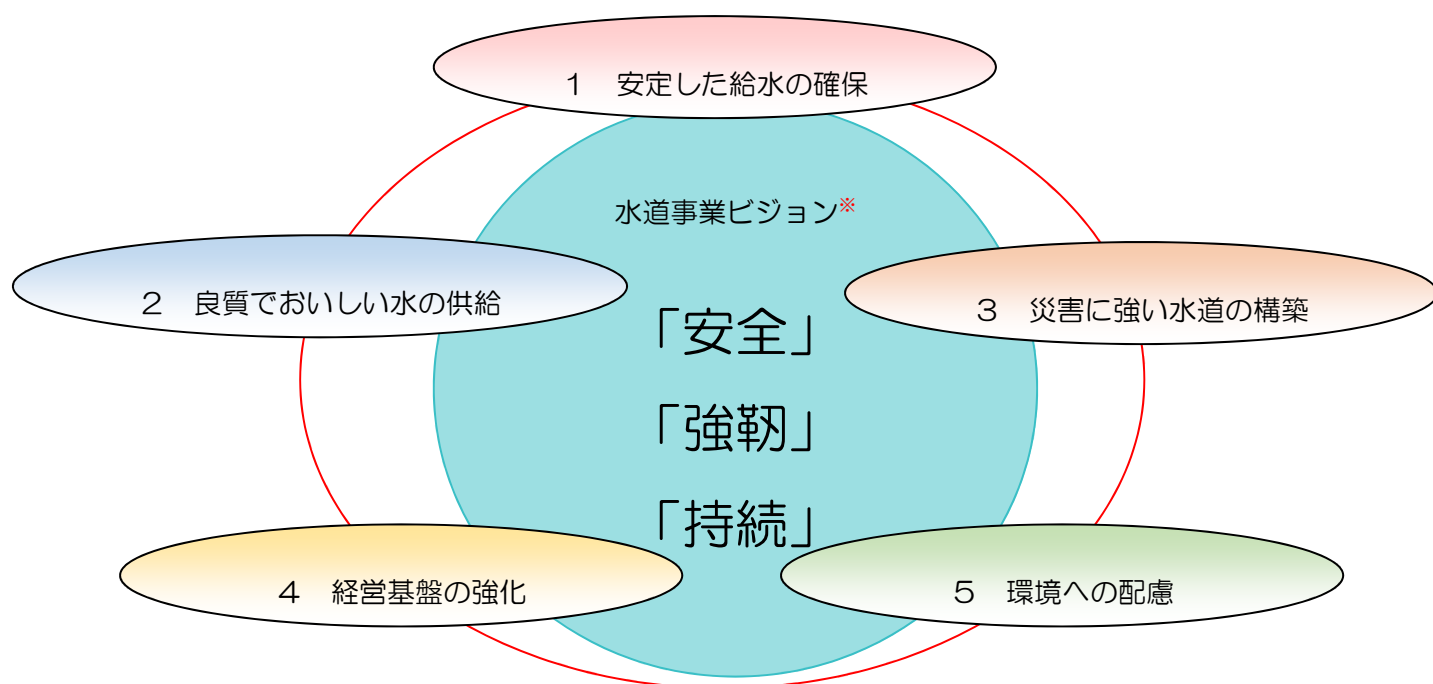 １　安定した給水の確保
水道事業ビジョン※
２　良質でおいしい水の供給
３　災害に強い水道の構築
「安全」
「強靭」
「持続」
４　経営基盤の強化
５　環境への配慮